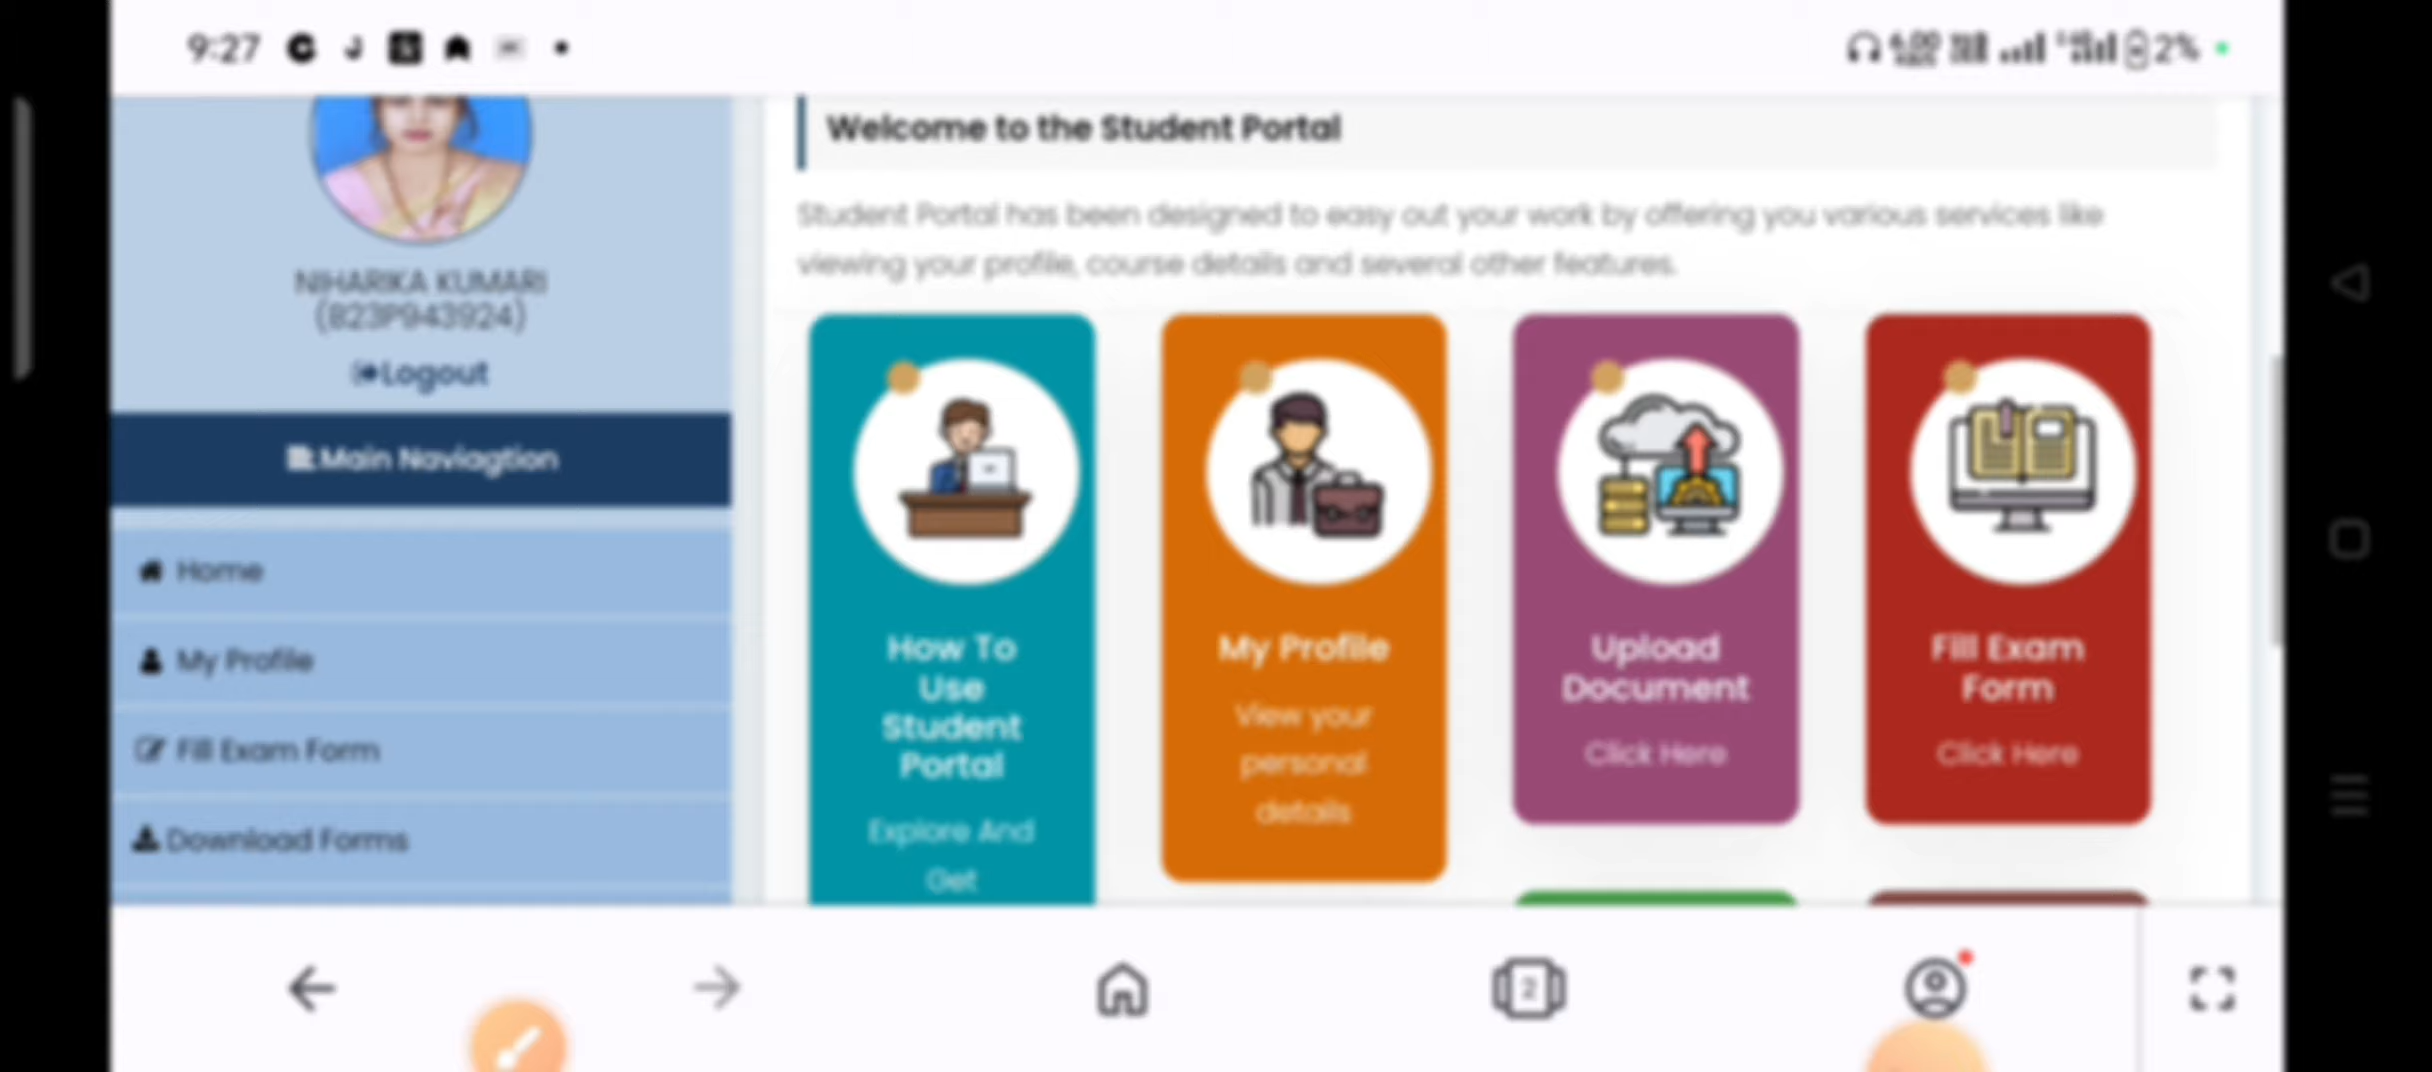 9:27
2%
Welcome to the Student Portal
Student Portal has been designed to easy out your work by offering you various services like
viewing your profile, course details and several other features.
NIHARIKA KUMARI
(823P943924)
Logout
Main Naviagtion
Home
My Profile
Fill Exam Form
Download Forms
How To
Use
Student
Portal
Explore And
Get
My Profile
View your
personal
details
Upload
Document
Click Here
Fill Exam
Form
Click Here
2